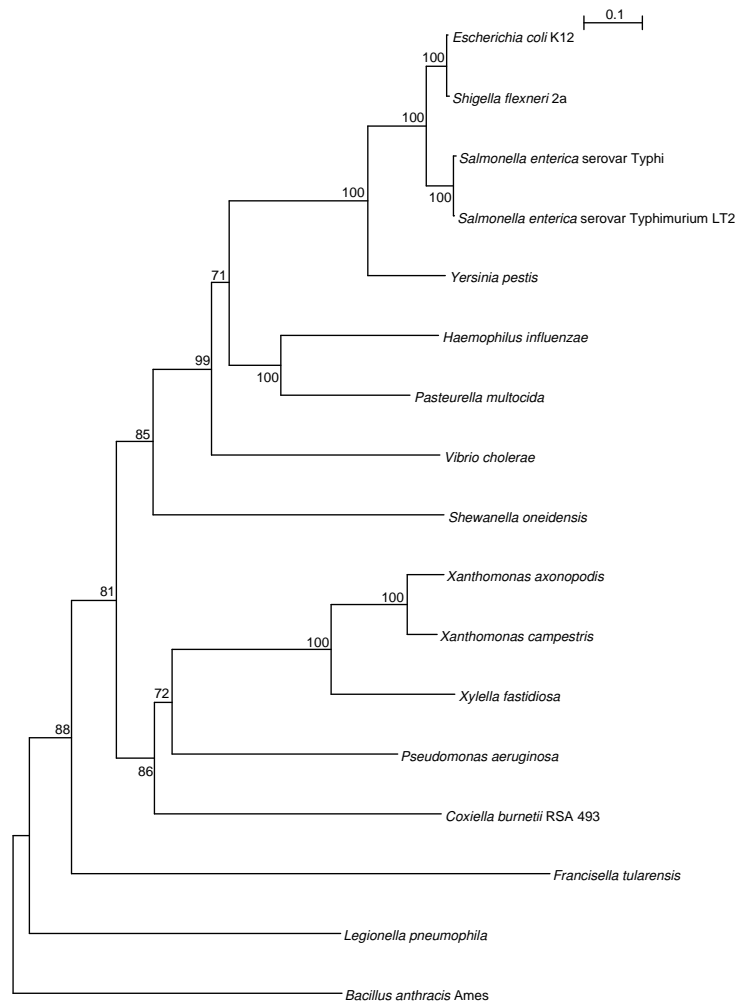 0.1
Escherichia coli K12
100
Shigella flexneri 2a
100
Salmonella enterica serovar Typhi
100
100
Salmonella enterica serovar Typhimurium LT2
71
Yersinia pestis
Haemophilus influenzae
99
100
Pasteurella multocida
85
Vibrio cholerae
Shewanella oneidensis
Xanthomonas axonopodis
81
100
Xanthomonas campestris
100
72
Xylella fastidiosa
88
Pseudomonas aeruginosa
86
Coxiella burnetii RSA 493
Francisella tularensis
Legionella pneumophila
Bacillus anthracis Ames